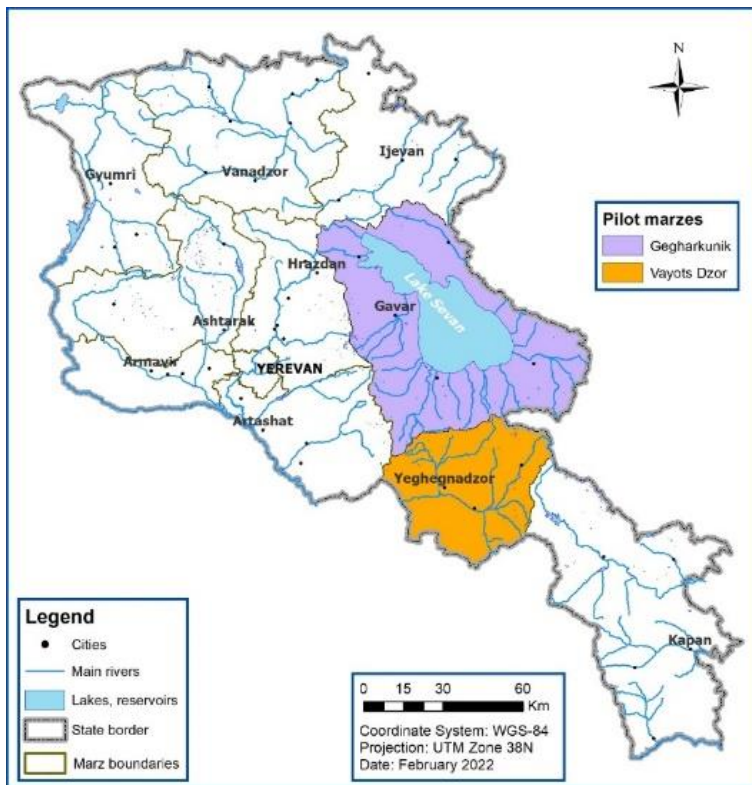 N
Ijevan
Gyumri
Vanadzor
Pilot marzes
Gegharkunik
Vayots Dzor
Hrazdan
Lake Sevan
Gavar
Ashtarak
Armavir
YEREVAN
Artashat
Yeghegnadzor
Kapan
Legend
Cities
Main rivers
Lakes, reservoirs
State border
Marz boundaries
0 15 30 60
Km
Coordinate System: WGS-84
Projection: UTM Zone 38N
Date: February 2022